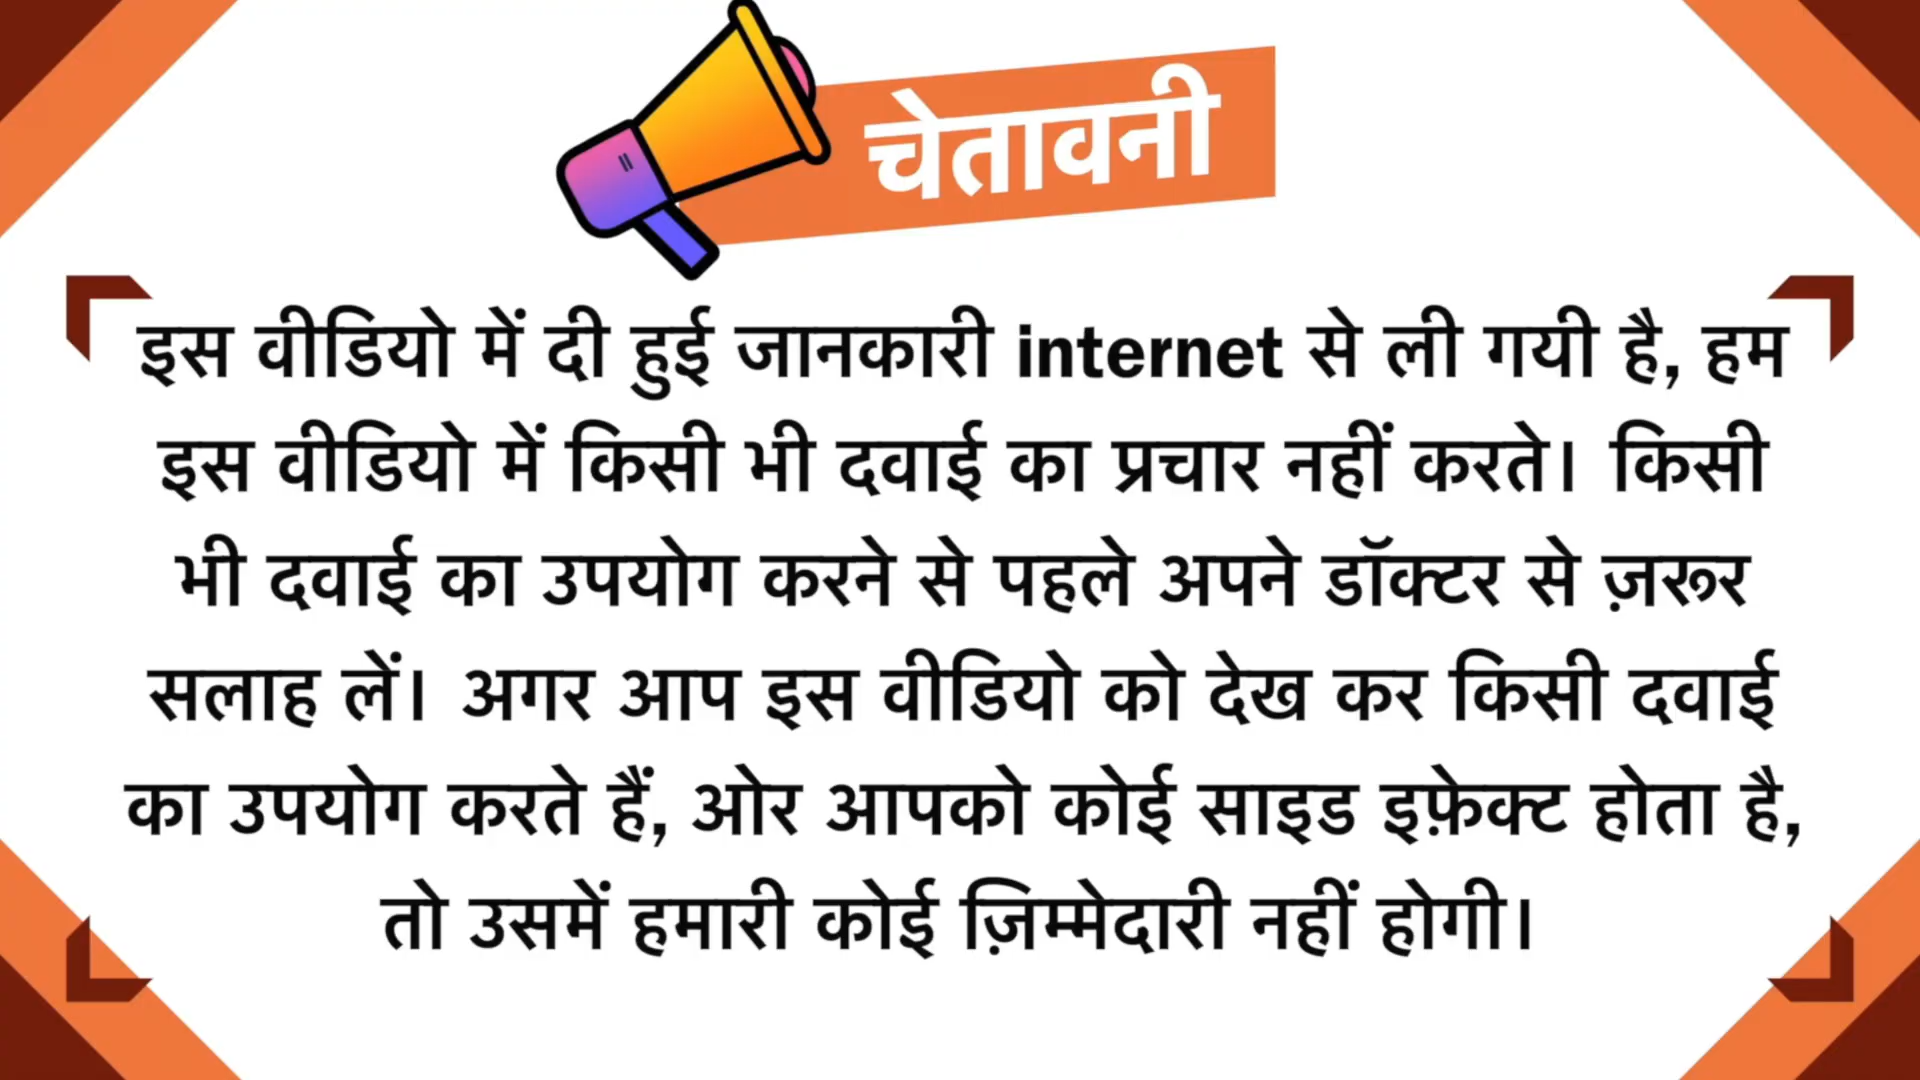 चेतावनी
इस वीडियो में दी हुई जानकारी internet से ली गयी है, हम
इस वीडियो में किसी भी दवाई का प्रचार नहीं करते। किसी
भी दवाई का उपयोग करने से पहले अपने डॉक्टर से ज़रूर
सलाह लें। अगर आप इस वीडियो को देख कर किसी दवाई
का उपयोग करते हैं, ओर आपको कोई साइड इफ़ेक्ट होता है,
तो उसमें हमारी कोई ज़िम्मेदारी नहीं होगी।